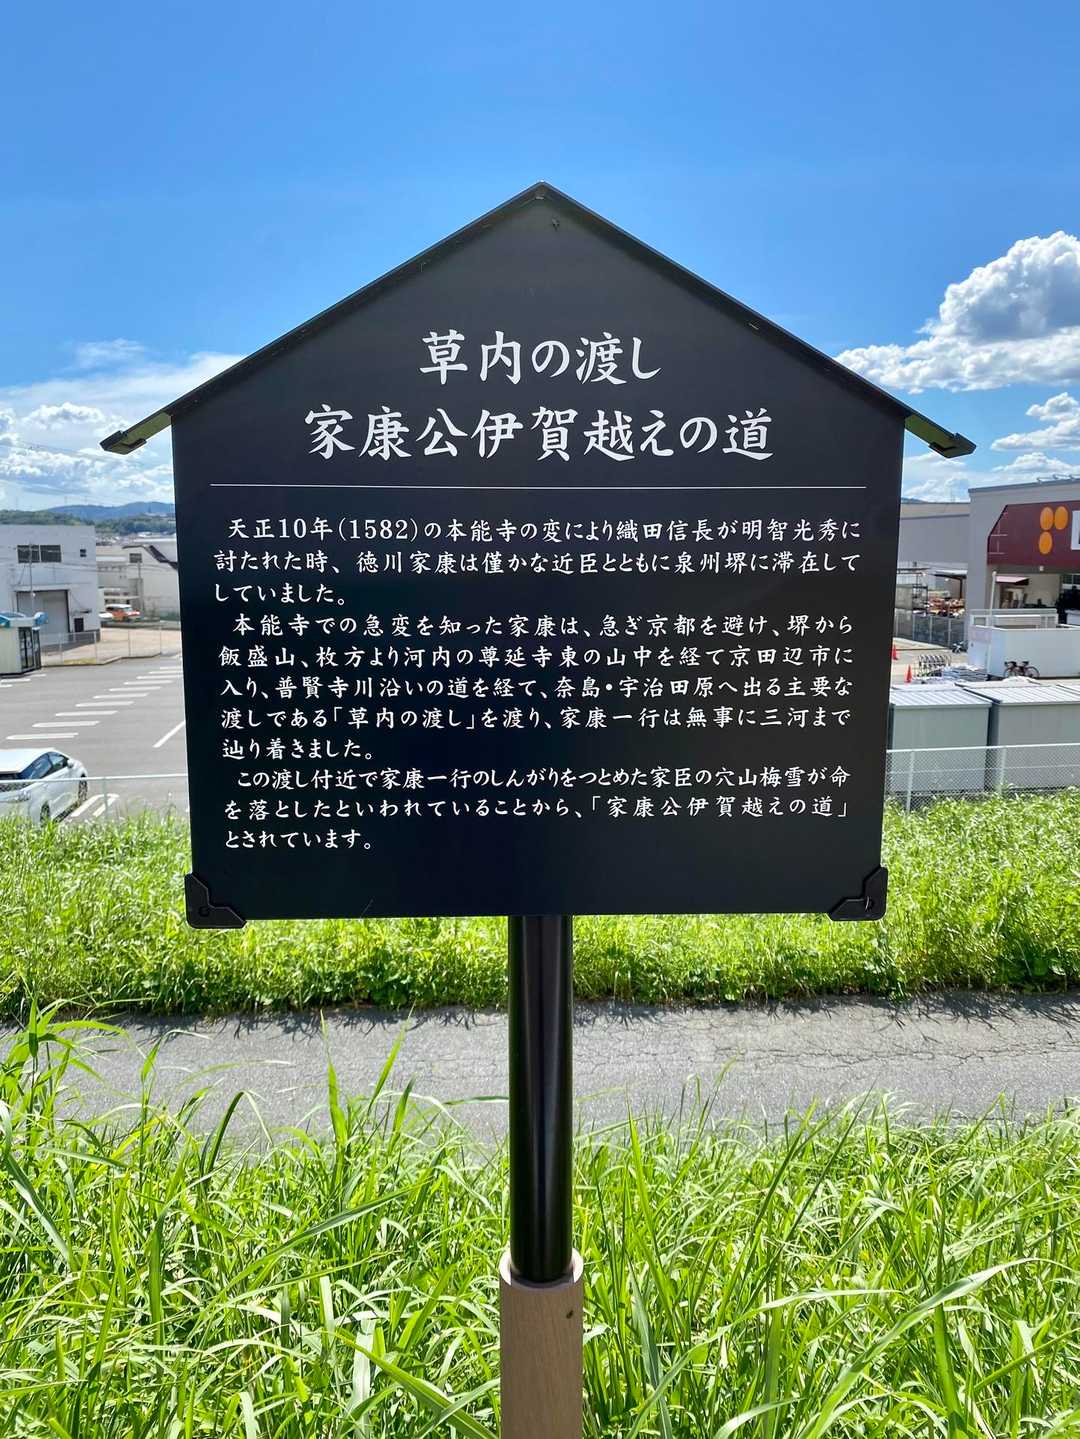 草内の渡し
家康公伊賀越えの道
天正10年(1582)の本能寺の変により織田信長が明智光秀に
討たれた時、徳川家康は僅かな近臣とともに泉州堺に滞在して
していました。
本能寺での急変を知った家康は、急ぎ京都を避け、堺から
飯盛山、枚方より河内の尊延寺東の山中を経て京田辺市に
入り、普賢寺川沿いの道を経て、奈島・宇治田原へ出る主要な
渡しである「草内の渡し」を渡り、家康一行は無事に三河まで
辿り着きました。
この渡し付近で家康一行のしんがりをつとめた家臣の穴山梅雪が命
を落としたといわれていることから、「家康公伊賀越えの道」
とされています。